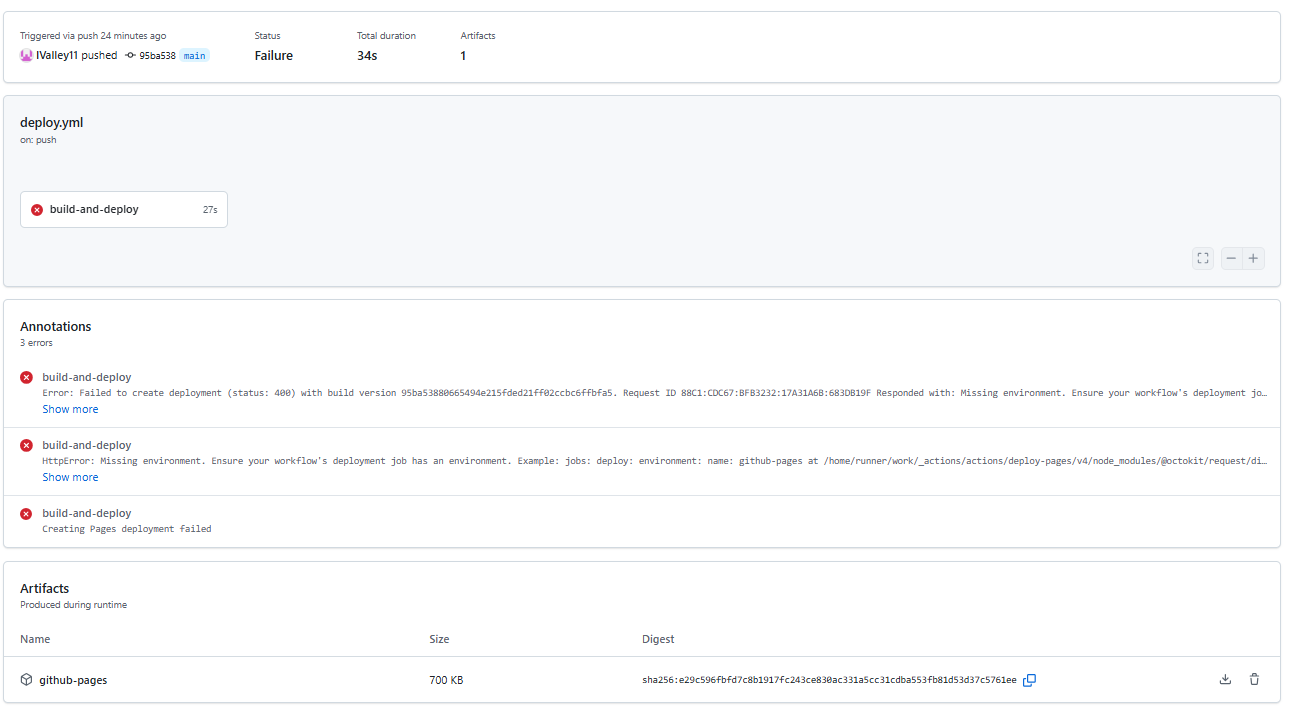 Triggered via push 24 minutes ago
IValley11 pushed 95ba538 main
Status
Failure
Total duration
34s
Artifacts
1
deploy.yml
on: push
build-and-deploy 27s
Annotations
3 errors
build-and-deploy
Error: Failed to create deployment (status: 400) with build version 95ba53880665494e215fded21ff02ccbc6ffbfa5. Request ID 88C1:CDC67:BFB3232:17A31A6B:683DB19F Responded with: Missing environment. Ensure your workflow's deployment jo…
Show more
build-and-deploy
HttpError: Missing environment. Ensure your workflow's deployment job has an environment. Example: jobs: deploy: environment: name: github-pages at /home/runner/work/_actions/actions/deploy-pages/v4/node_modules/@octokit/request/di…
Show more
build-and-deploy
Creating Pages deployment failed
Artifacts
Produced during runtime
Name Size Digest
github-pages 700 KB sha256:e29c596fbfd7c8b1917fc243ce830ac331a5cc31cdba553fb81d53d37c5761ee